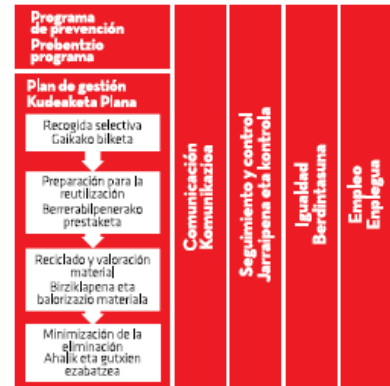 Programa
de prevención
Prebentzio
programa
Plan de gestión
Kudeaketa Plana
Recogida selectiva
Gaikako bilketa
Preparación para la
reutilización
Berrerabilpenerako
prestaketa
Reciclado y valoración
material
Birziklapena eta
balorizazio materiala
Minimización de la
eliminación
Ahalik eta gutxien
ezabatzea
Comunicación
Komunikazioa
Seguimiento y control
Jarraipena eta kontrola
Igualdad
Berdintasuna
Empleo
Enplegua